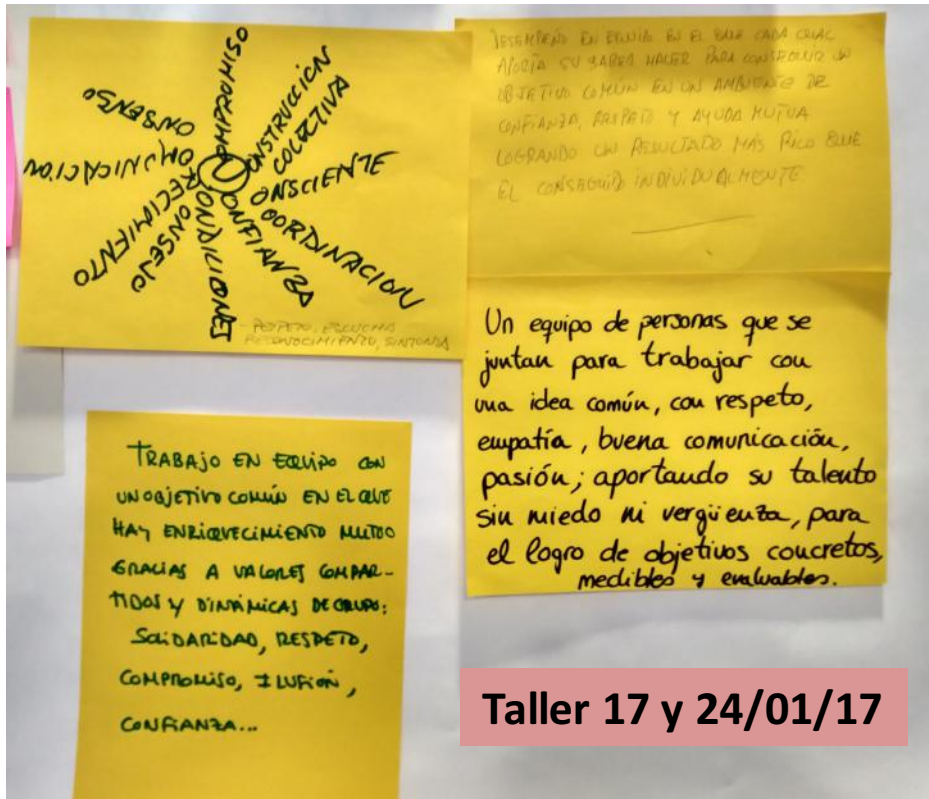 COMPROMISO
CONSTRUCCION
COLECTIVA
CONSCIENTE
COORDINACION
CONFIANZA
CONDICIONES
CONSEJO
CRECIMIENTO
COMUNICACION
CONSENSO
- RESPETO, ESCUCHA
RECONOCIMIENTO, SINTONIA
DESEMPEÑO EN EQUIPO EN EL QUE CADA CUAL
APORTA SU SABER HACER PARA CONSEGUIR UN
OBJETIVO COMÚN EN UN AMBIENTE DE
CONFIANZA, RESPETO Y AYUDA MUTUA
LOGRANDO UN RESULTADO MÁS RICO QUE
EL CONSEGUIDO INDIVIDUALMENTE
Un equipo de personas que se
juntan para trabajar con
una idea común, con respeto,
empatía, buena comunicación,
pasión; aportando su talento
sin miedo ni vergüenza, para
el logro de objetivos concretos,
medibles y evaluables.
TRABAJO EN EQUIPO CON
UN OBJETIVO COMÚN EN EL QUE
HAY ENRIQUECIMIENTO MUTUO
GRACIAS A VALORES COMPAR-
TIDOS Y DINÁMICAS DE GRUPO:
SOLIDARIDAD, RESPETO,
COMPROMISO, ILUSIÓN,
CONFIANZA...
Taller 17 y 24/01/17